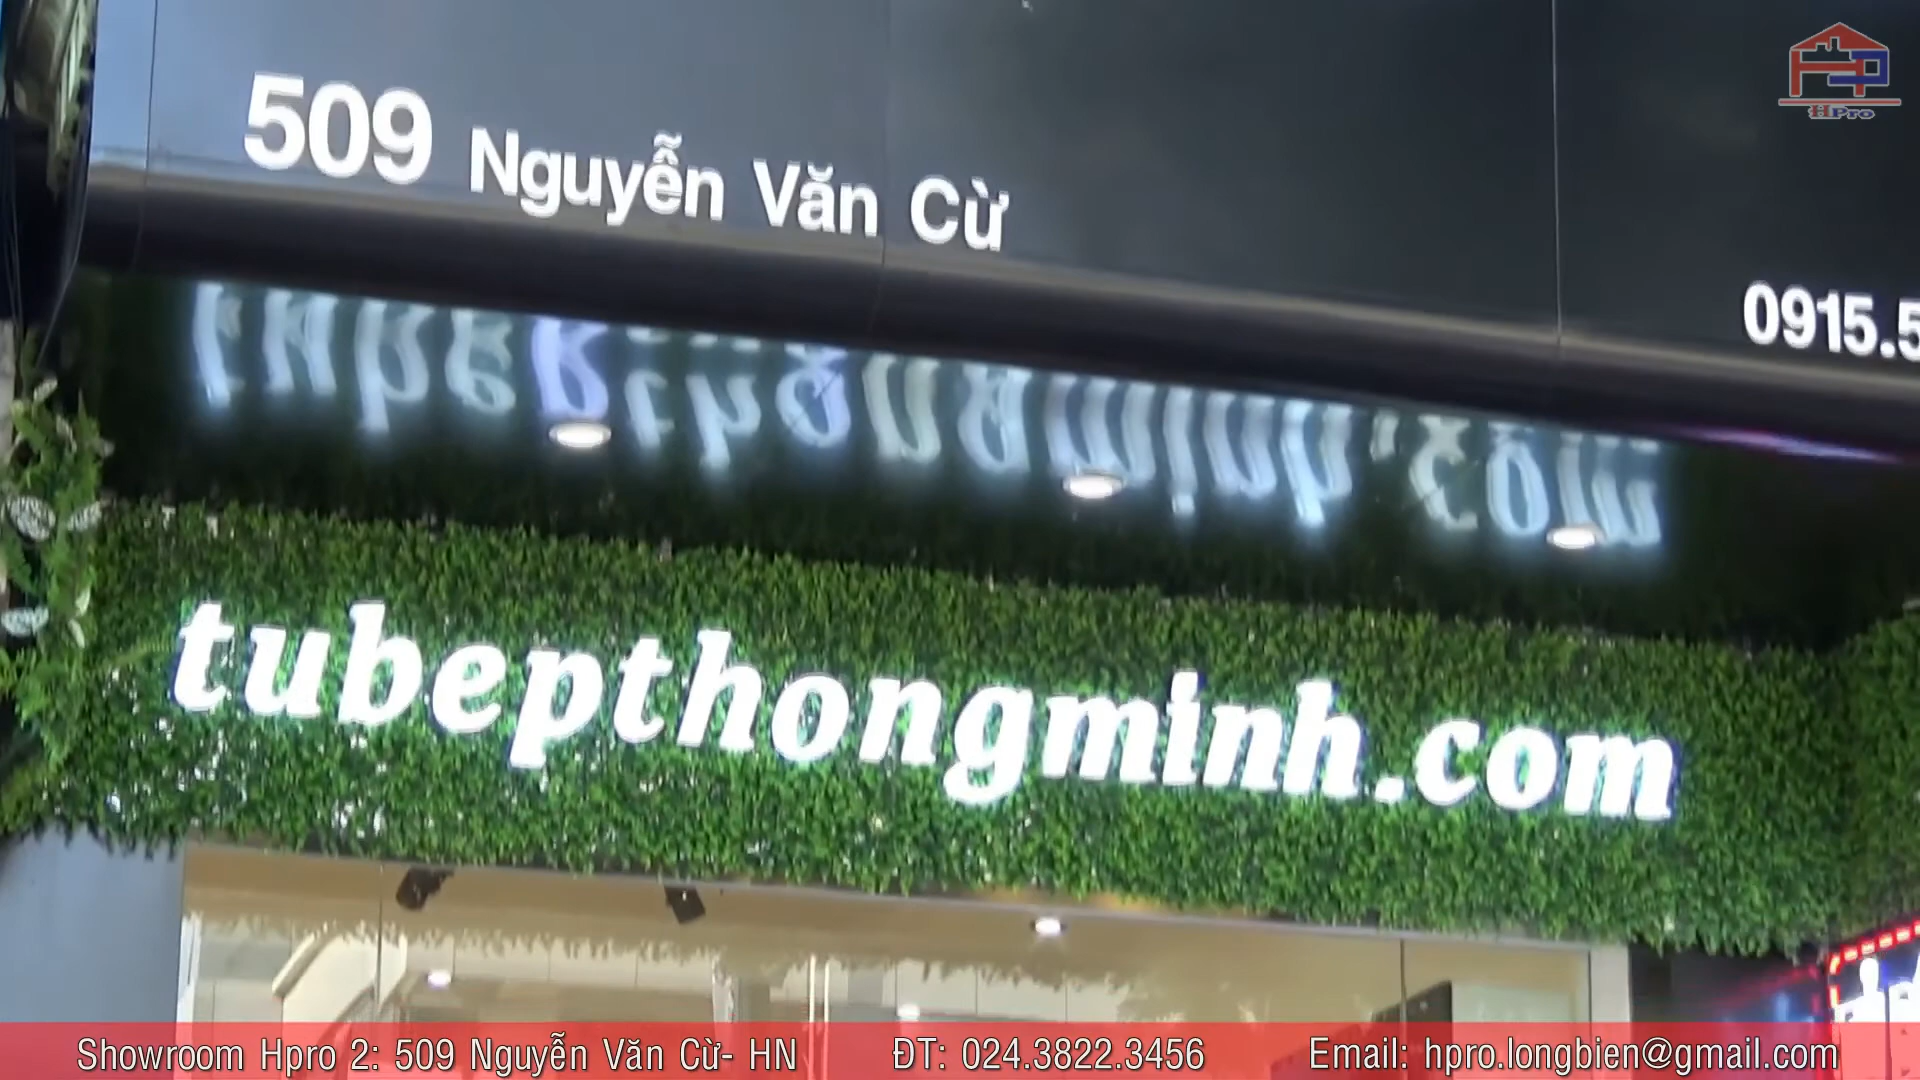 HPro
509 Nguyễn Văn Cừ
0915.5
tubepthongminh.com
Showroom Hpro 2: 509 Nguyễn Văn Cừ- HN ĐT: 024.3822.3456 Email: hpro.longbien@gmail.com